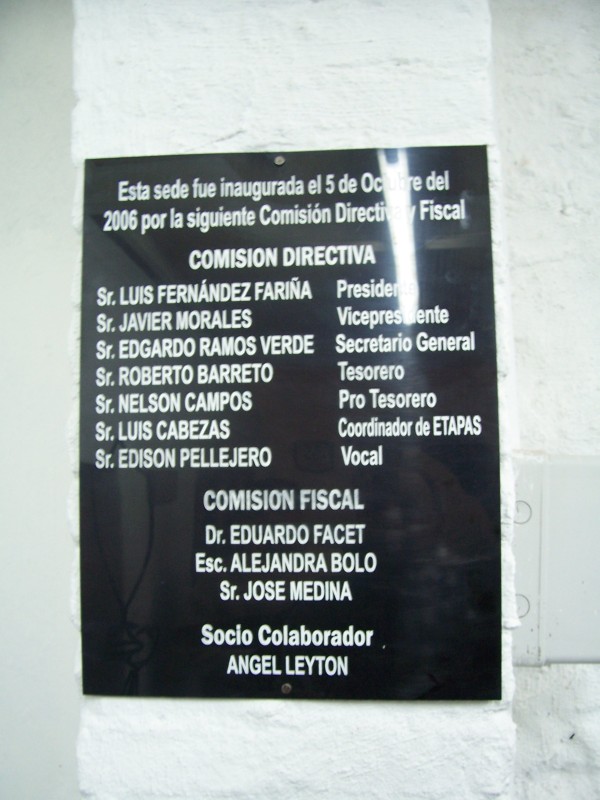 Esta sede fue inaugurada el 5 de Octubre del
2006 por la siguiente Comisión Directiva y Fiscal
COMISION DIRECTIVA
Sr. LUIS FERNÁNDEZ FARIÑA Presidente
Sr. JAVIER MORALES Vicepresidente
Sr. EDGARDO RAMOS VERDE Secretario General
Sr. ROBERTO BARRETO Tesorero
Sr. NELSON CAMPOS Pro Tesorero
Sr. LUIS CABEZAS Coordinador de ETAPAS
Sr. EDISON PELLEJERO Vocal
COMISION FISCAL
Dr. EDUARDO FACET
Esc. ALEJANDRA BOLO
Sr. JOSE MEDINA
Socio Colaborador
ANGEL LEYTON